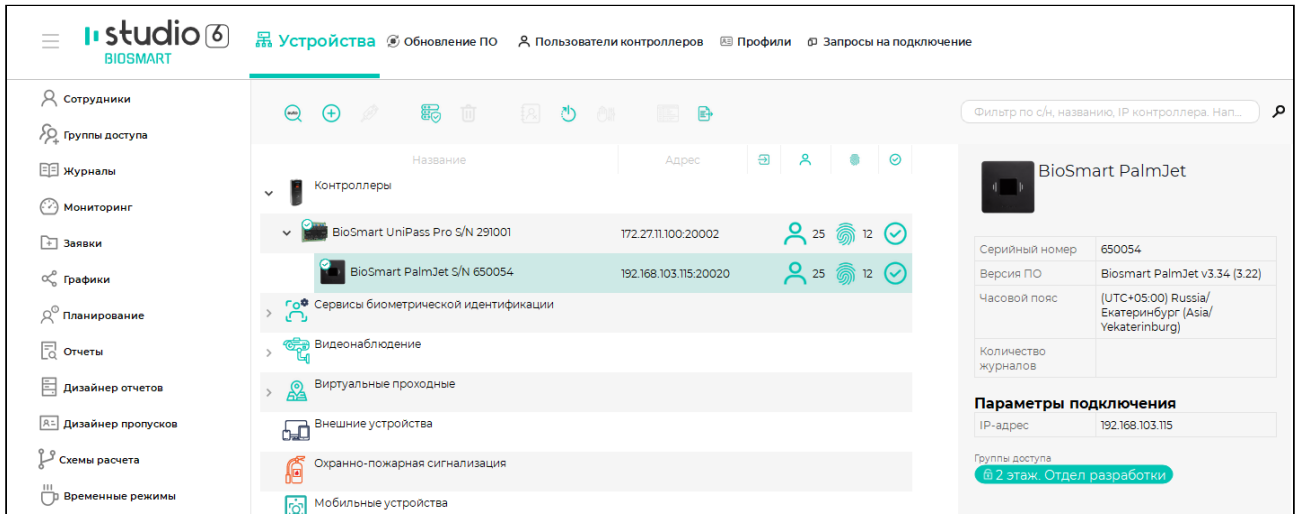 studio 6
BIOSMART
Устройства
Обновление ПО
Пользователи контроллеров
Профили
Запросы на подключение
Сотрудники
Группы доступа
Журналы
Мониторинг
Заявки
Графики
Планирование
Отчеты
Дизайнер отчетов
Дизайнер пропусков
Схемы расчета
Временные режимы
Фильтр по с/н, названию, IP контроллера. Нап...
Название
Адрес
Контроллеры
BioSmart UniPass Pro S/N 291001
172.27.11.100:20002
25
12
BioSmart PalmJet S/N 650054
192.168.103.115:20020
25
12
Сервисы биометрической идентификации
Видеонаблюдение
Виртуальные проходные
Внешние устройства
Охранно-пожарная сигнализация
Мобильные устройства
BioSmart PalmJet
Серийный номер
650054
Версия ПО
Biosmart PalmJet v3.34 (3.22)
Часовой пояс
(UTC+05:00) Russia/
Екатеринбург (Asia/
Yekaterinburg)
Количество
журналов
Параметры подключения
IP-адрес
192.168.103.115
Группы доступа
2 этаж. Отдел разработки